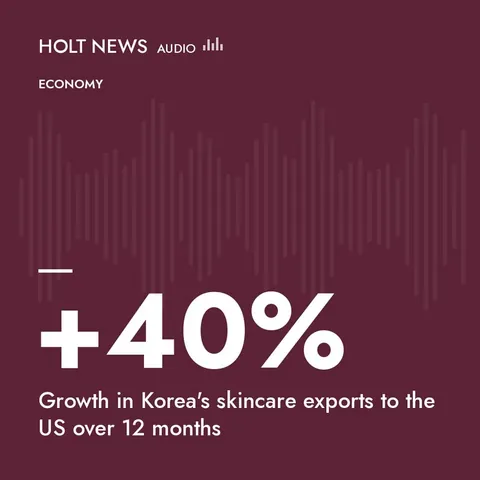 HOLT NEWS AUDIO
ECONOMY
+40%
Growth in Korea's skincare exports to the
US over 12 months